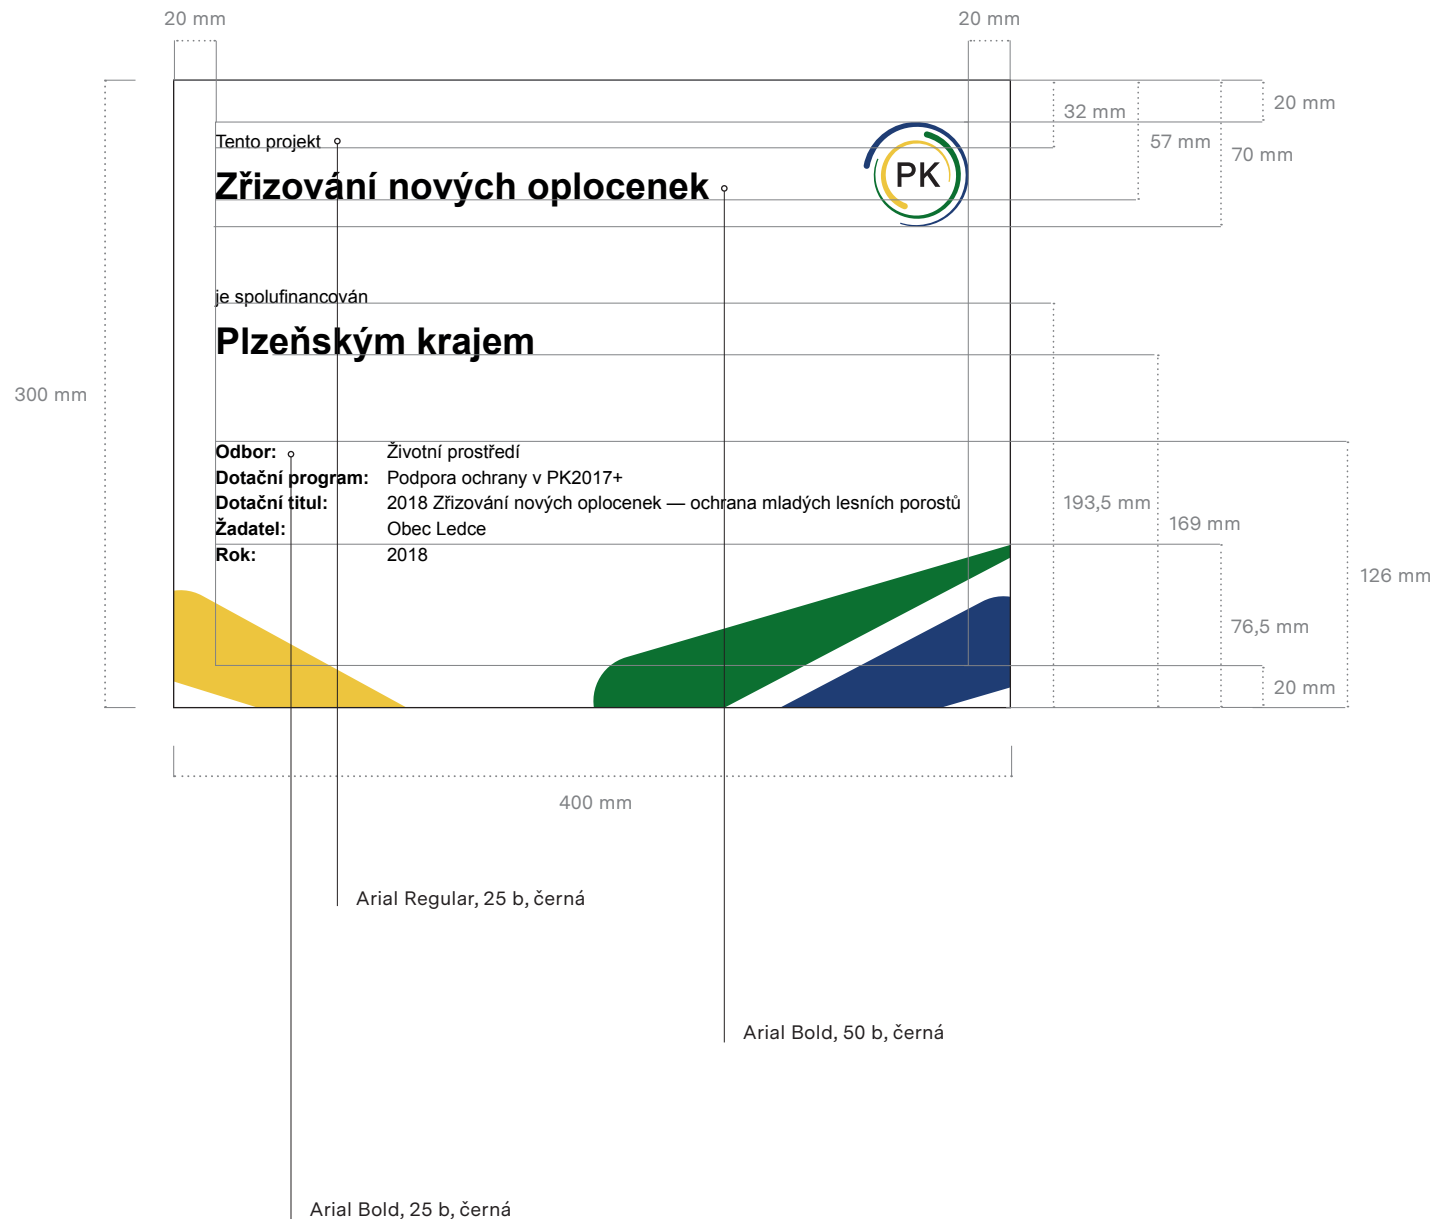 20 mm
20 mm
20 mm
32 mm
57 mm
70 mm
Tento projekt
PK
Zřizování nových oplocenek
je spolufinancován
Plzeňským krajem
300 mm
Odbor: Životní prostředí
Dotační program: Podpora ochrany v PK2017+
Dotační titul: 2018 Zřizování nových oplocenek — ochrana mladých lesních porostů
Žadatel: Obec Ledce
Rok: 2018
193,5 mm
169 mm
126 mm
76,5 mm
20 mm
400 mm
Arial Regular, 25 b, černá
Arial Bold, 50 b, černá
Arial Bold, 25 b, černá